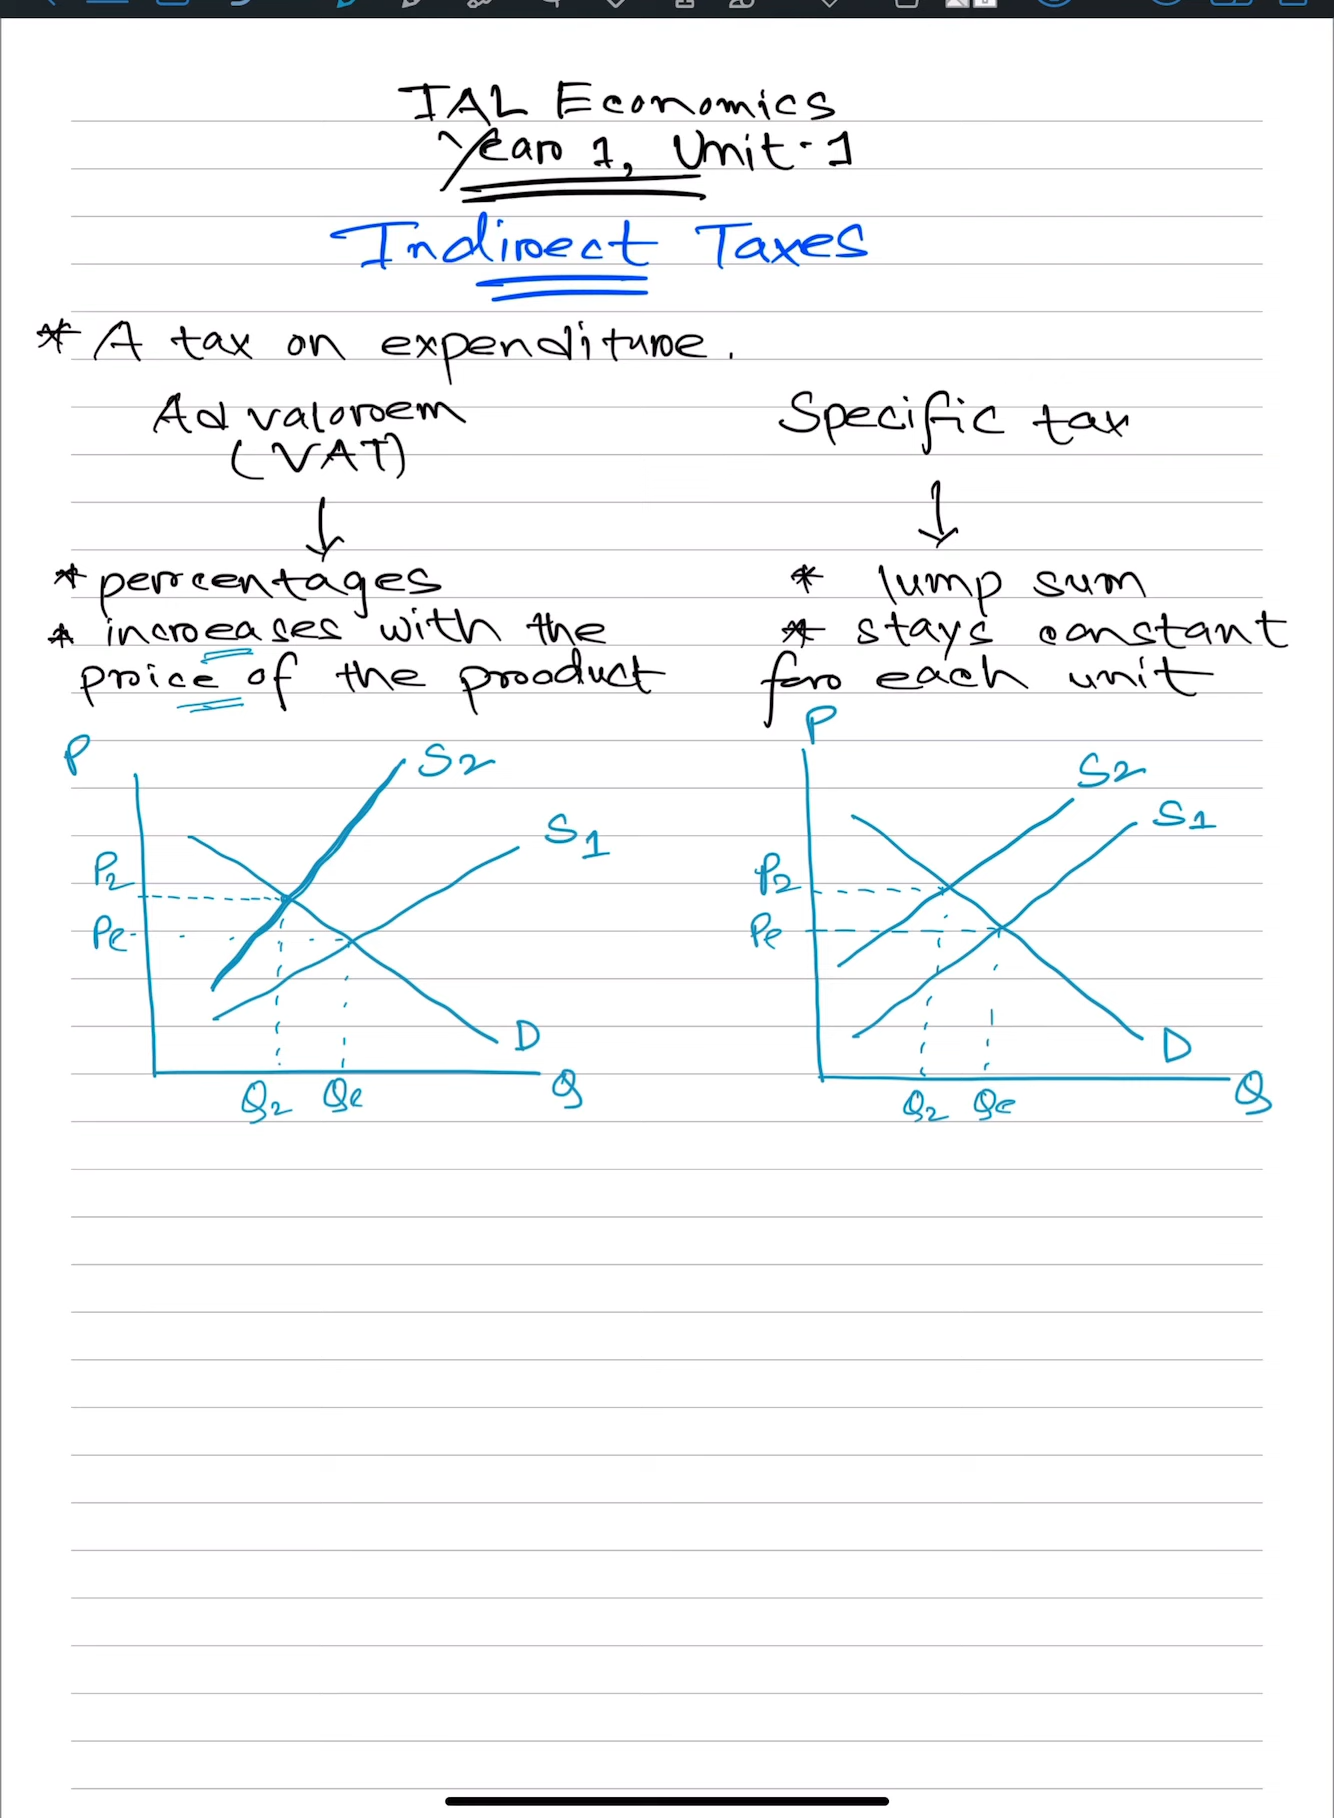 IAL Economics
Year 1, Unit-1
Indirect Taxes
* A tax on expenditure.
Ad valorem
(VAT)
Specific tax
* percentages
* increases with the
price of the product
* lump sum
* stays constant
for each unit
P
S2
S1
P2
Pe
D
Q2 Qe Q
P
S2
S1
P2
Pe
D
Q2 Qe Q